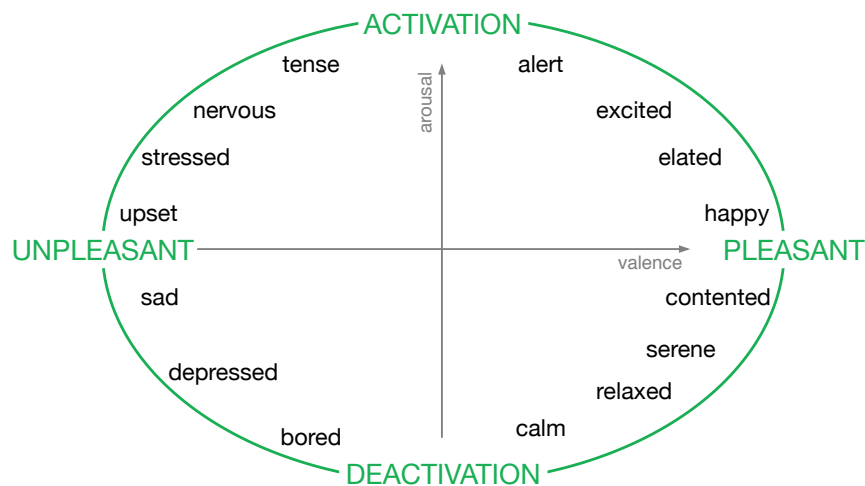 ACTIVATION
tense
alert
arousal
nervous
excited
stressed
elated
upset
happy
UNPLEASANT
PLEASANT
valence
sad
contented
serene
depressed
relaxed
calm
bored
DEACTIVATION